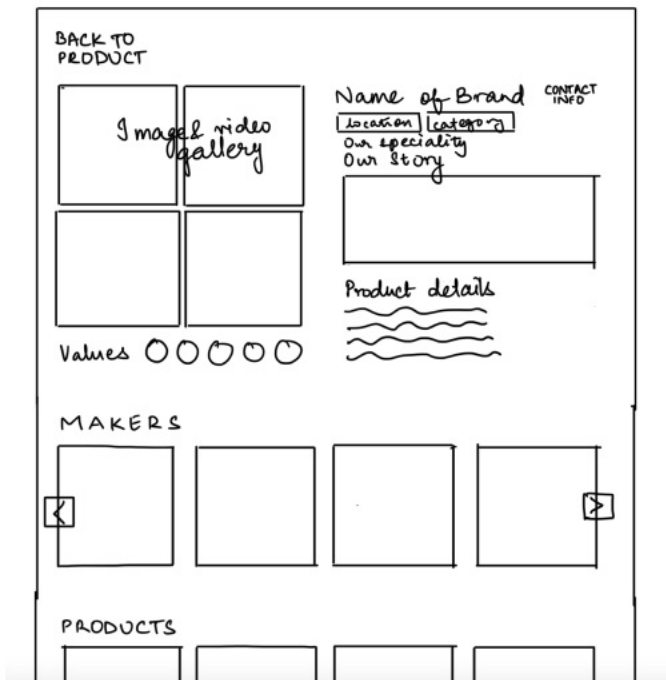 BACK TO
PRODUCT
Image & video
gallery
Name of Brand
CONTACT
INFO
location
category
Our speciality
Our Story
Product details
Values
MAKERS
<
>
PRODUCTS